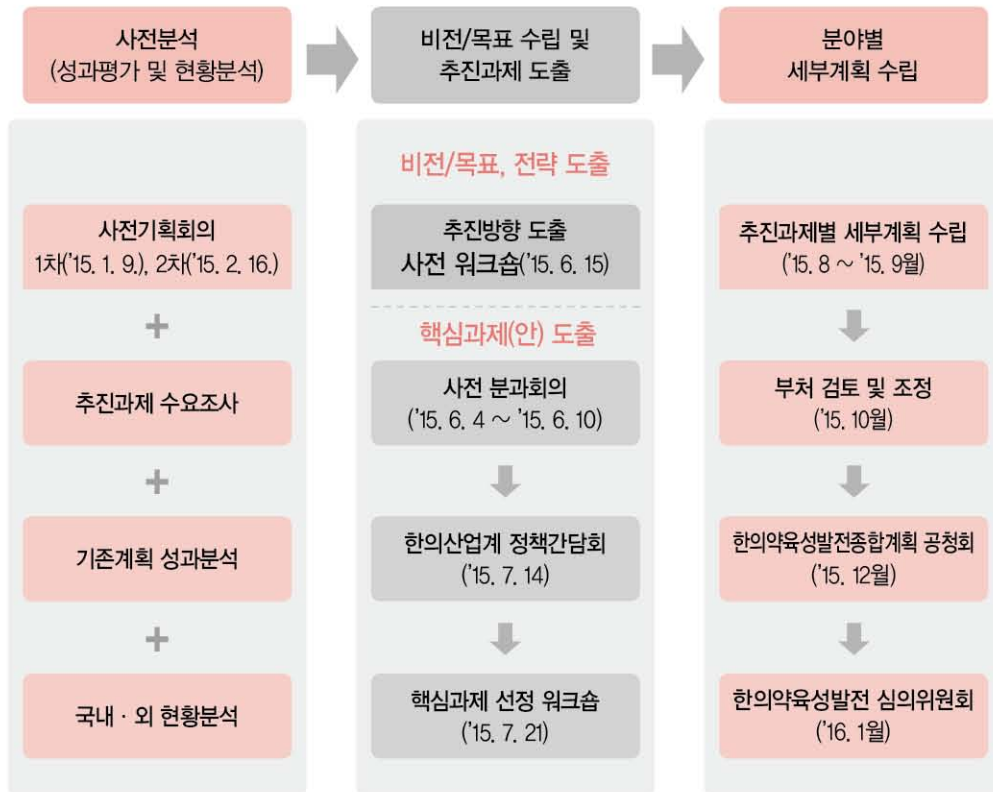 사전분석
(성과평가 및 현황분석)
비전/목표 수립 및
추진과제 도출
분야별
세부계획 수립
사전기획회의
1차('15. 1. 9.), 2차('15. 2. 16.)
+
추진과제 수요조사
+
기존계획 성과분석
+
국내 · 외 현황분석
비전/목표, 전략 도출
추진방향 도출
사전 워크숍('15. 6. 15)
핵심과제(안) 도출
사전 분과회의
('15. 6. 4 ~ '15. 6. 10)
한의산업계 정책간담회
('15. 7. 14)
핵심과제 선정 워크숍
('15. 7. 21)
추진과제별 세부계획 수립
('15. 8 ~ '15. 9월)
부처 검토 및 조정
('15. 10월)
한의약육성발전종합계획 공청회
('15. 12월)
한의약육성발전 심의위원회
('16. 1월)